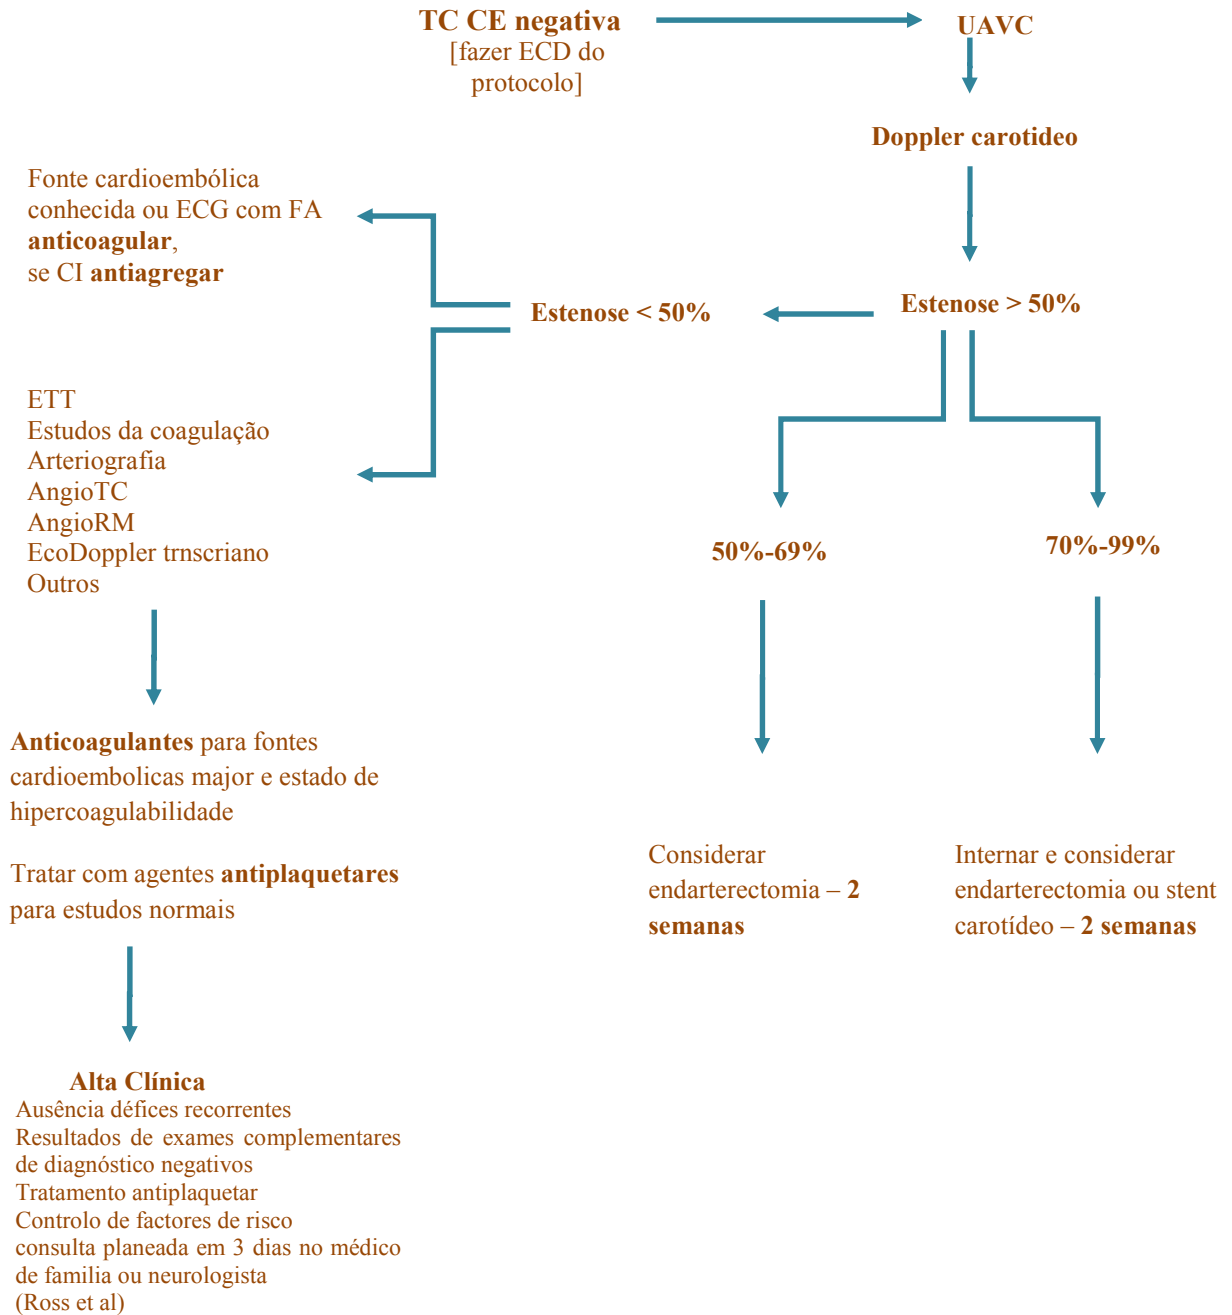 TC CE negativa
[fazer ECD do
protocolo]
UAVC
Doppler carotideo
Fonte cardioembólica
conhecida ou ECG com FA
anticoagular,
se CI antiagregar
Estenose < 50%
Estenose > 50%
ETT
Estudos da coagulação
Arteriografia
AngioTC
AngioRM
EcoDoppler trnscriano
Outros
50%-69%
70%-99%
Anticoagulantes para fontes
cardioembolicas major e estado de
hipercoagulabilidade
Tratar com agentes antiplaquetares
para estudos normais
Considerar
endarterectomia – 2
semanas
Internar e considerar
endarterectomia ou stent
carotídeo – 2 semanas
Alta Clínica
Ausência défices recorrentes
Resultados de exames complementares
de diagnóstico negativos
Tratamento antiplaquetar
Controlo de factores de risco
consulta planeada em 3 dias no médico
de familia ou neurologista
(Ross et al)